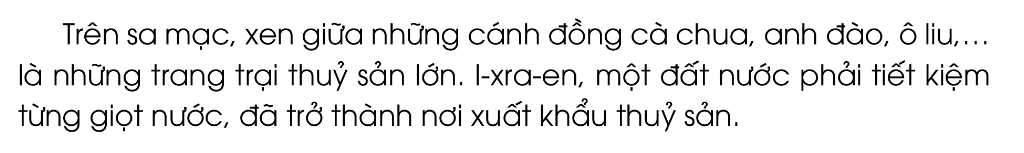 Trên sa mạc, xen giữa những cánh đồng cà chua, anh đào, ô liu,...
là những trang trại thuỷ sản lớn. I-xra-en, một đất nước phải tiết kiệm
từng giọt nước, đã trở thành nơi xuất khẩu thuỷ sản.